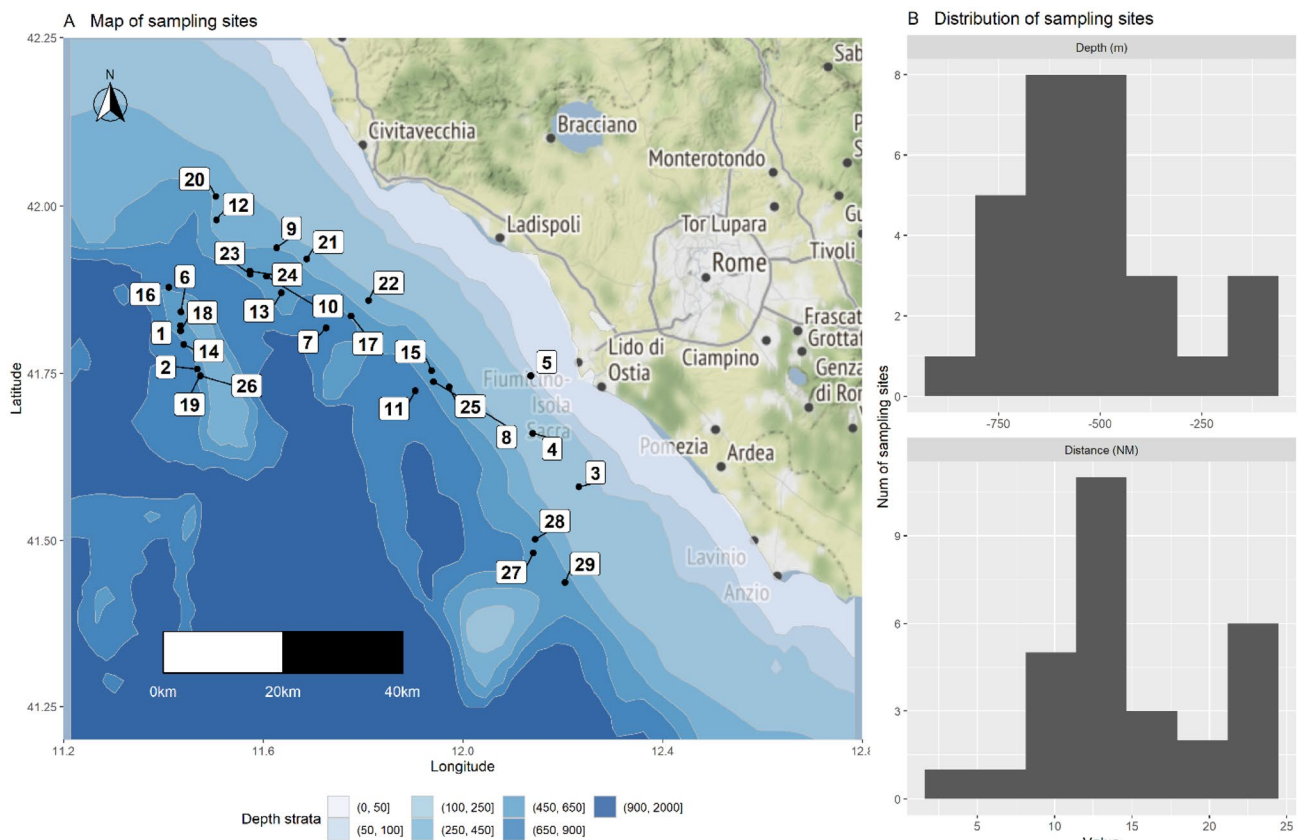 A Map of sampling sites
B Distribution of sampling sites
42.25
42.00
41.75
41.50
41.25
Latitude
N
Civitavecchia
Bracciano
Monterotondo
Ladispoli
Tor Lupara
Tivoli
Rome
Frascat
Grottaf
Ciampino
Genza
di Ror
Lido di
Ostia
Fiumicino-
Isola
Sacra
Pomezia
Ardea
Lavinio
Anzio
Sab
P
S
Gu
20
12
9
21
23
24
22
6
16
18
13
10
1
7
17
14
15
2
5
26
19
11
25
8
4
3
28
27
29
0km
20km
40km
11.2
11.6
12.0
12.4
12.8
Longitude
Depth strata
(0, 50]
(50, 100]
(100, 250]
(250, 450]
(450, 650]
(650, 900]
(900, 2000]
Depth (m)
8
6
4
2
0
-750
-500
-250
Num of sampling sites
Distance (NM)
9
6
3
0
5
10
15
20
25